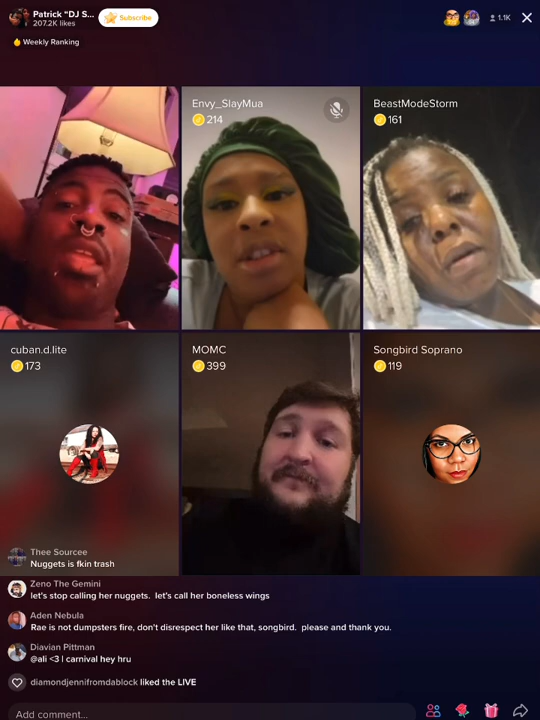 Patrick "DJ S...
207.2K likes
Subscribe
1.1K
Weekly Ranking
Envy_SlayMua
214
BeastModeStorm
161
cuban.d.lite
173
MOMC
399
Songbird Soprano
119
Thee Sourcee
Nuggets is fkin trash
Zeno The Gemini
let's stop calling her nuggets.  let's call her boneless wings
Aden Nebula
Rae is not dumpsters fire, don't disrespect her like that, songbird.  please and thank you.
Diavian Pittman
@ali <3 l carnival hey hru
diamondjennifromdablock liked the LIVE
Add comment...